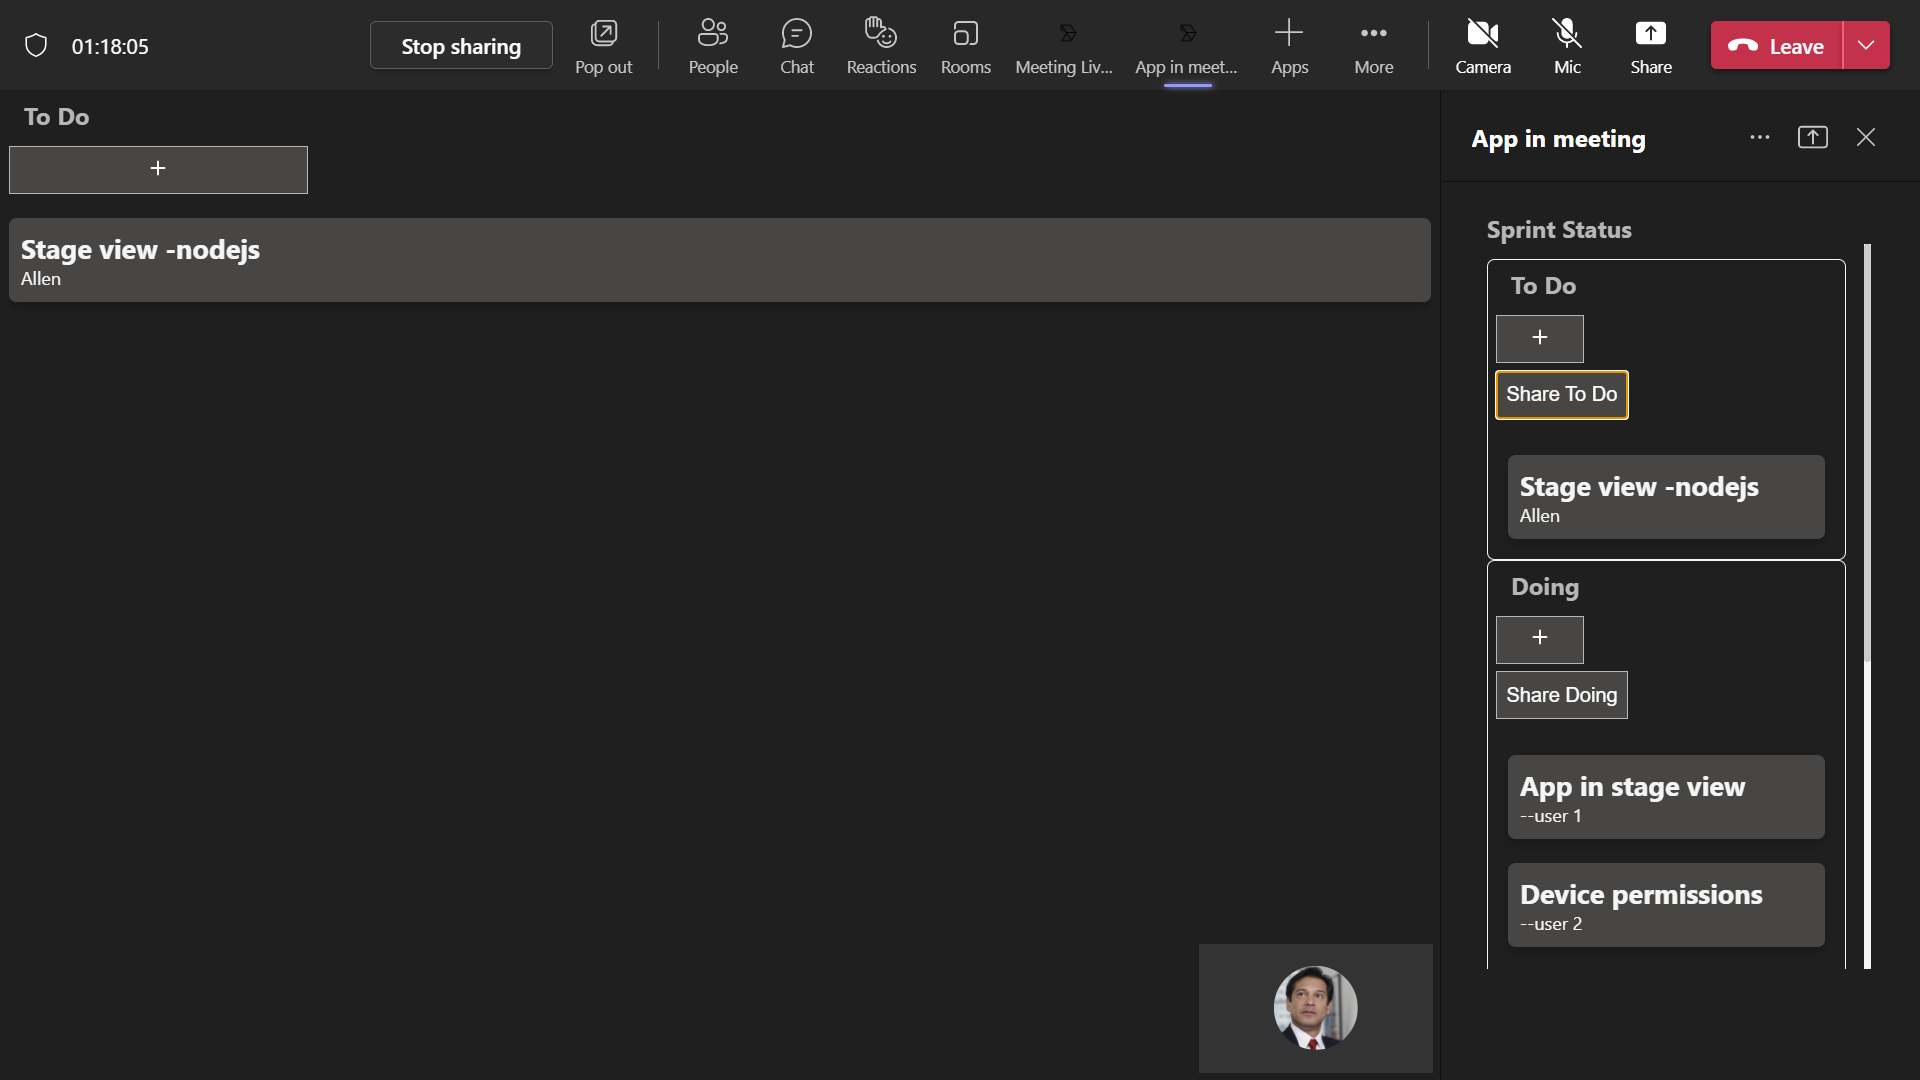 01:18:05
Stop sharing
Pop out
People
Chat
Reactions
Rooms
Meeting Liv...
App in meet...
Apps
More
Camera
Mic
Share
Leave
To Do
+
Stage view -nodejs
Allen
App in meeting
Sprint Status
To Do
+
Share To Do
Stage view -nodejs
Allen
Doing
+
Share Doing
App in stage view
--user 1
Device permissions
--user 2